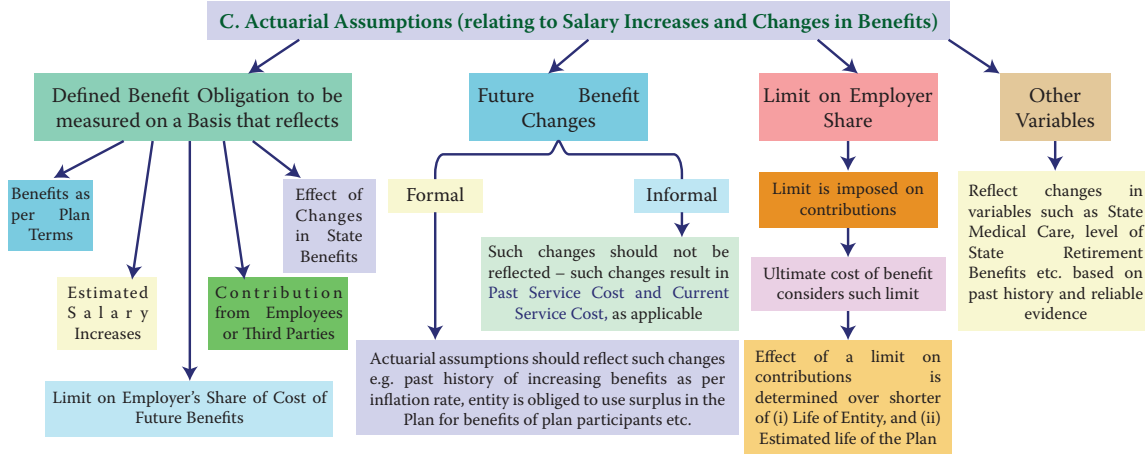 C. Actuarial Assumptions (relating to Salary Increases and Changes in Benefits)
Defined Benefit Obligation to be
measured on a Basis that reflects
Benefits as
per Plan
Terms
Estimated
Salary
Increases
Limit on Employer's Share of Cost of
Future Benefits
Contribution
from Employees
or Third Parties
Effect of
Changes
in State
Benefits
Future Benefit
Changes
Formal
Actuarial assumptions should reflect such changes
e.g. past history of increasing benefits as per
inflation rate, entity is obliged to use surplus in the
Plan for benefits of plan participants etc.
Informal
Such changes should not be
reflected – such changes result in
Past Service Cost and Current
Service Cost, as applicable
Limit on Employer
Share
Limit is imposed on
contributions
Ultimate cost of benefit
considers such limit
Effect of a limit on
contributions is
determined over shorter
of (i) Life of Entity, and (ii)
Estimated life of the Plan
Other
Variables
Reflect changes in
variables such as State
Medical Care, level of
State Retirement
Benefits etc. based on
past history and reliable
evidence